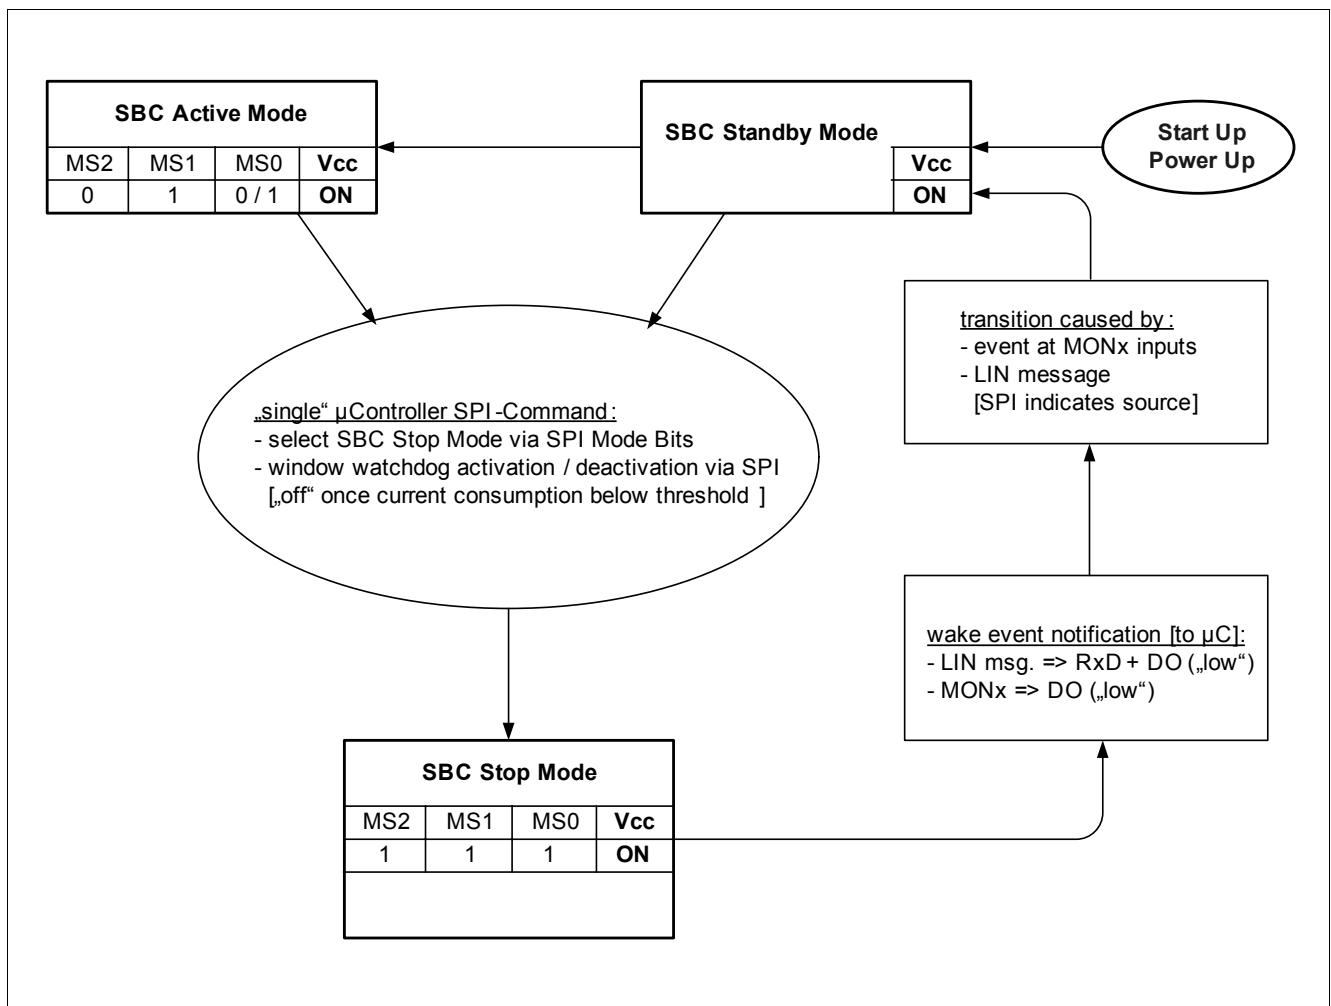 SBC Active Mode
MS2 MS1 MS0 Vcc
0 1 0 / 1 ON
SBC Standby Mode
Vcc
ON
Start Up
Power Up
transition caused by:
- event at MONx inputs
- LIN message
[SPI indicates source]
„single“ µController SPI-Command:
- select SBC Stop Mode via SPI Mode Bits
- window watchdog activation / deactivation via SPI
[„off“ once current consumption below threshold ]
wake event notification [to µC]:
- LIN msg. => RxD + DO („low“)
- MONx => DO („low“)
SBC Stop Mode
MS2 MS1 MS0 Vcc
1 1 1 ON